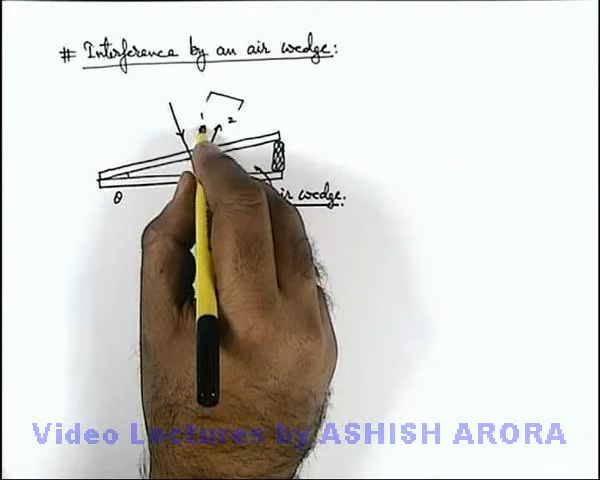 # Interference by an air wedge:
1
2
θ
air wedge.
Video Lectures by ASHISH ARORA